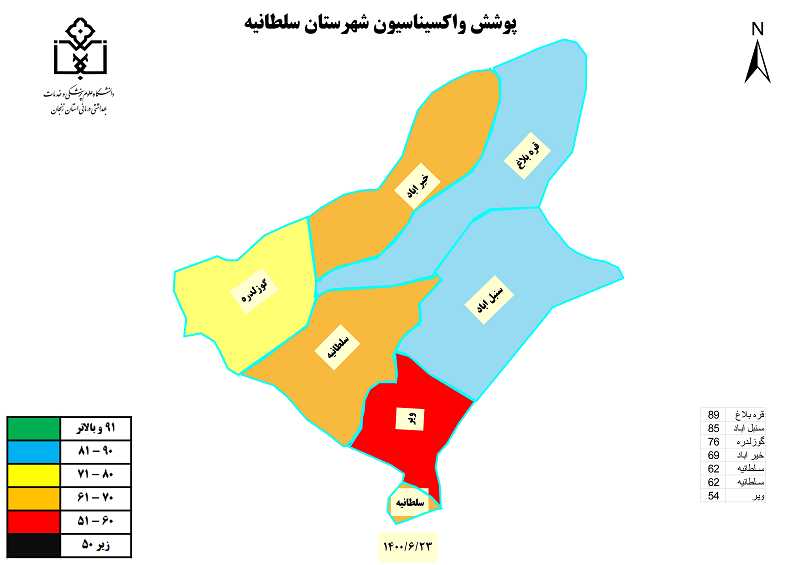 پوشش واکسیناسیون شهرستان سلطانیه
N
دانشگاه علوم پزشکی و خدمات
بهداشتی درمانی استان زنجان
قره بلاغ
خیر اباد
گوزلدره
سنبل اباد
سلطانیه
ویر
سلطانیه
۱۴۰۰/۶/۲۳
۹۱ و بالاتر
۸۱ – ۹۰
۷۱ – ۸۰
۶۱ – ۷۰
۵۱ – ۶۰
زیر ۵۰
قره بلاغ 89
سنبل اباد 85
گوزلدره 76
خیر اباد 69
سلطانیه 62
سلطانیه 62
ویر 54